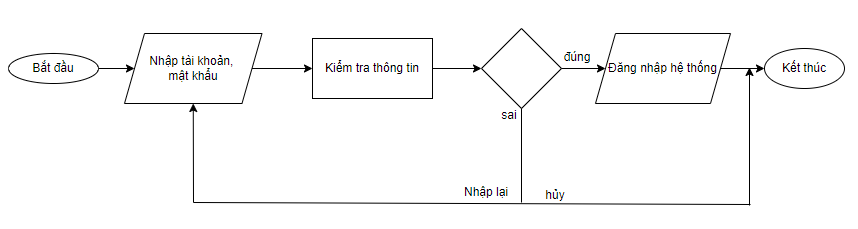 Bắt đầu
Nhập tài khoản,
mật khẩu
Kiểm tra thông tin
đúng
sai
Đăng nhập hệ thống
Kết thúc
Nhập lại
hủy